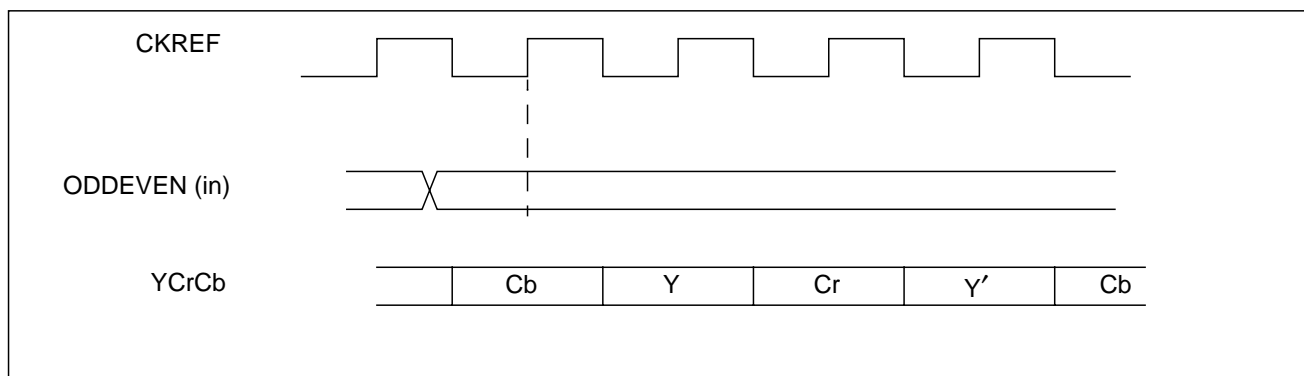 CKREF
ODDEVEN (in)
YCrCb Cb Y Cr Y′ Cb